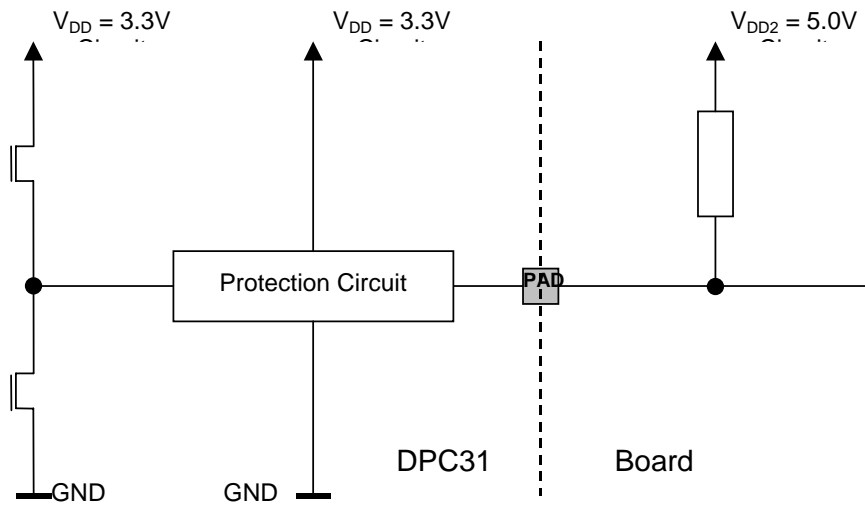 V_DD = 3.3V
V_DD = 3.3V
V_DD2 = 5.0V
Protection Circuit
PAD
DPC31
Board
GND
GND